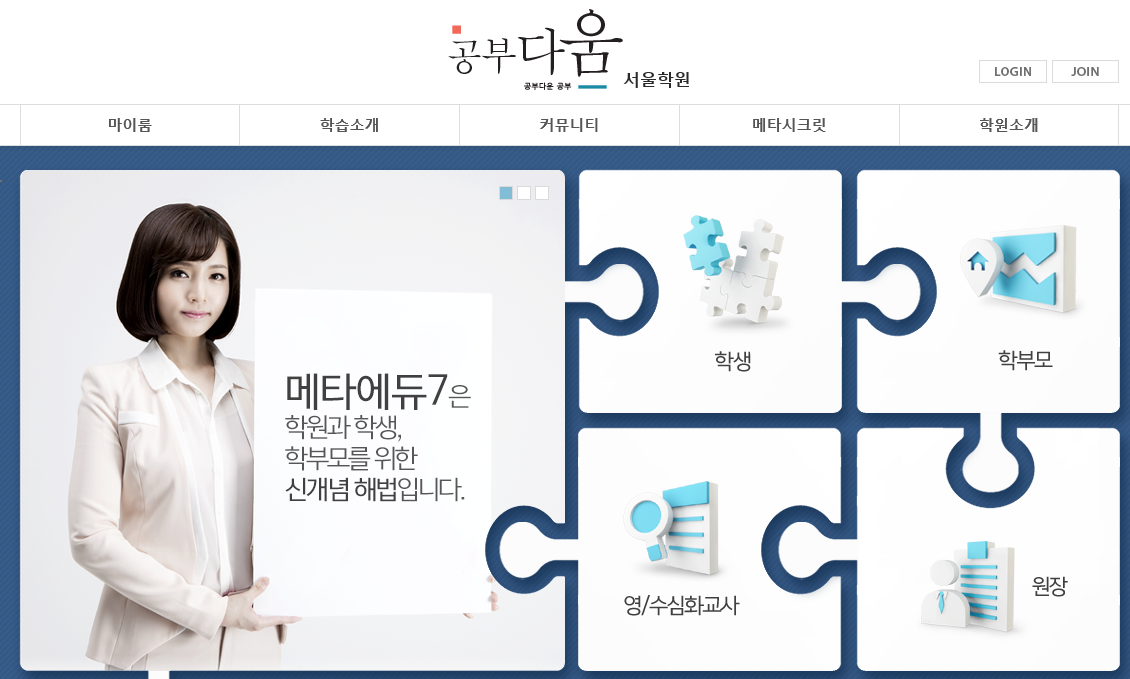 공부다움
공부다운 공부
서울학원
LOGIN JOIN
마이룸 학습소개 커뮤니티 메타시크릿 학원소개
메타에듀7은
학원과 학생,
학부모를 위한
신개념 해법입니다.
학생
학부모
영/수심화교사
원장